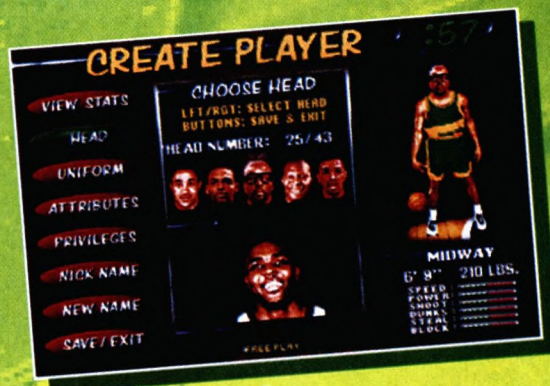 CREATE PLAYER
:57
VIEW STATS
HEAD
UNIFORM
ATTRIBUTES
PRIVILEGES
NICK NAME
NEW NAME
SAVE/EXIT
CHOOSE HEAD
LFT/RGT: SELECT HEAD
BUTTONS: SAVE & EXIT
HEAD NUMBER: 25/43
FREE PLAY
MIDWAY
6' 9" 210 LBS.
SPEED
POWER
SHOOT
DUNKS
STEAL
BLOCK